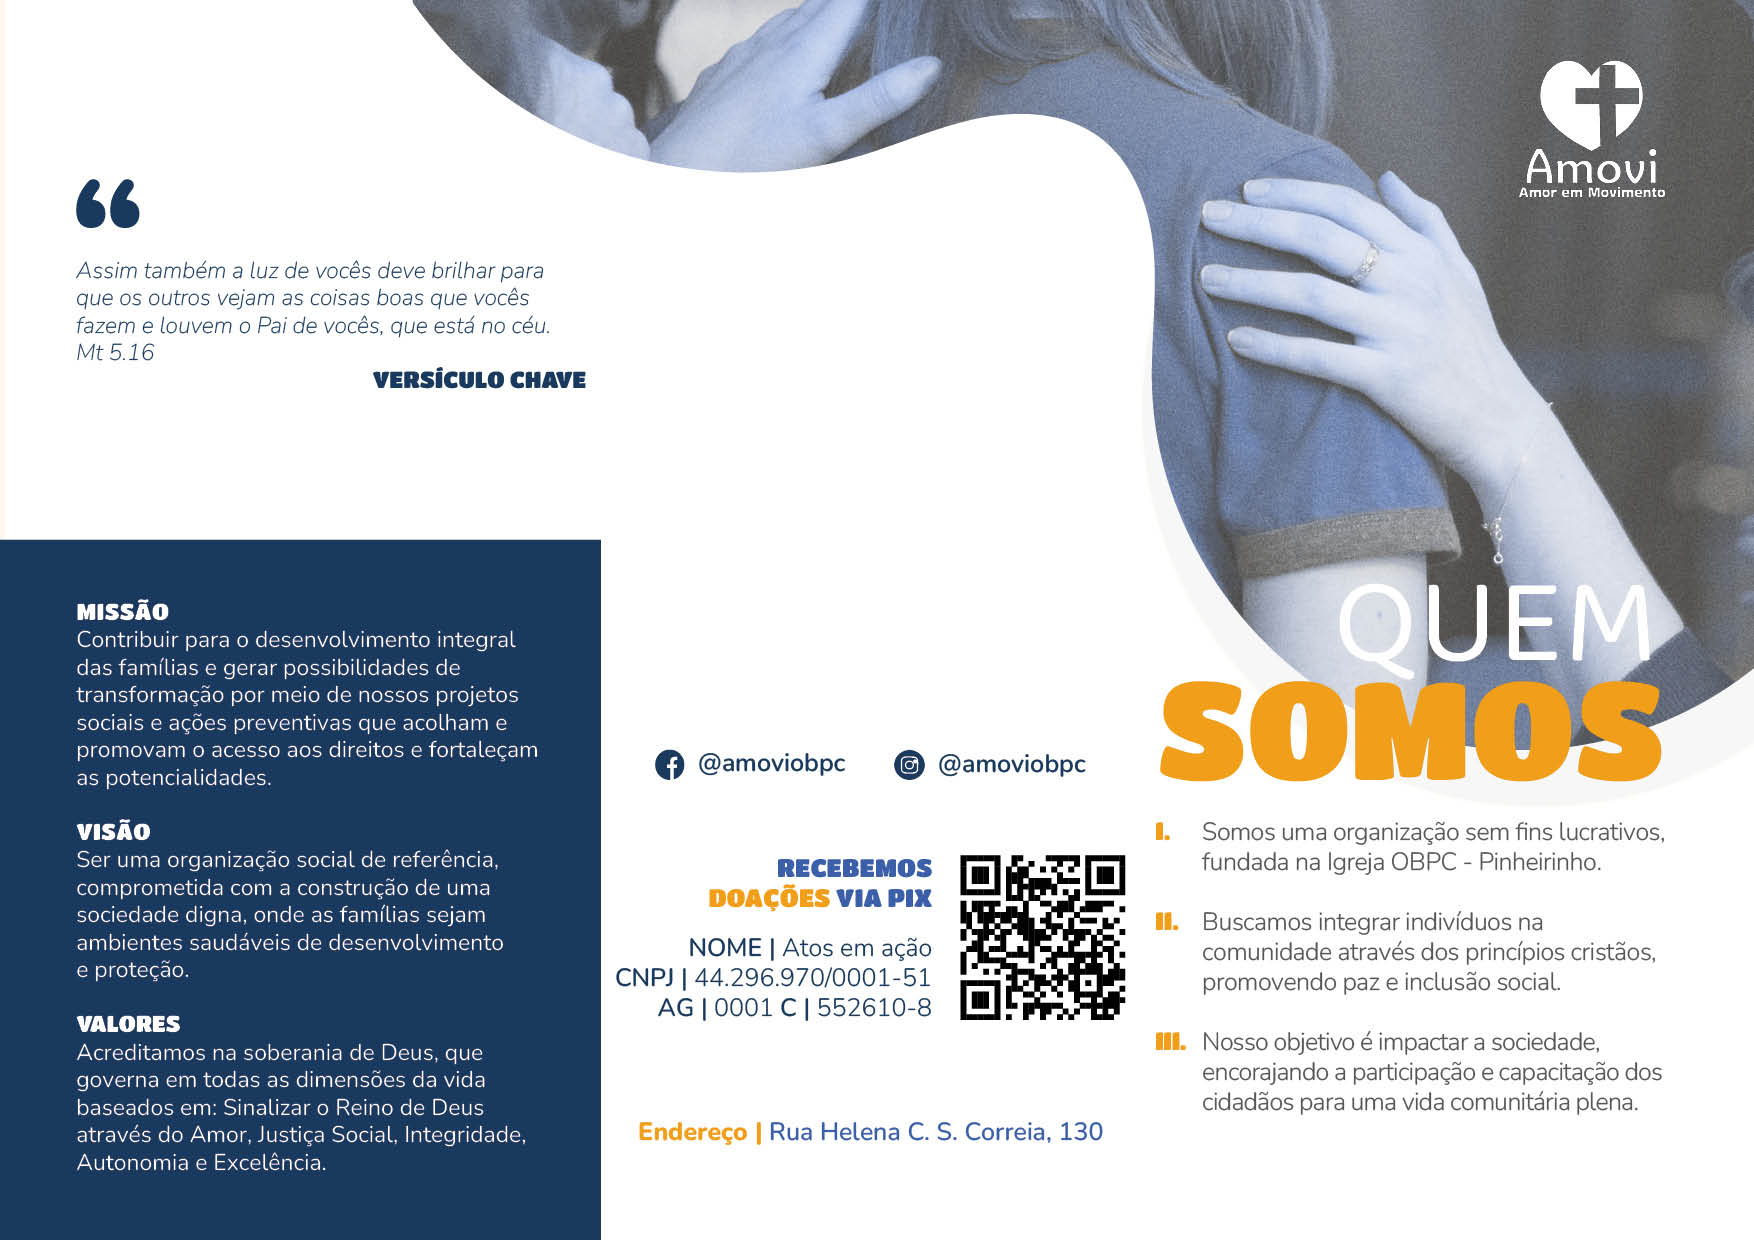 Amovi
Amor em Movimento
“
Assim também a luz de vocês deve brilhar para
que os outros vejam as coisas boas que vocês
fazem e louvem o Pai de vocês, que está no céu.
Mt 5.16
VERSÍCULO CHAVE
MISSÃO
Contribuir para o desenvolvimento integral
das famílias e gerar possibilidades de
transformação por meio de nossos projetos
sociais e ações preventivas que acolham e
promovam o acesso aos direitos e fortaleçam
as potencialidades.
VISÃO
Ser uma organização social de referência,
comprometida com a construção de uma
sociedade digna, onde as famílias sejam
ambientes saudáveis de desenvolvimento
e proteção.
VALORES
Acreditamos na soberania de Deus, que
governa em todas as dimensões da vida
baseados em: Sinalizar o Reino de Deus
através do Amor, Justiça Social, Integridade,
Autonomia e Excelência.
@amoviobpc @amoviobpc
RECEBEMOS
DOAÇÕES VIA PIX
NOME | Atos em ação
CNPJ | 44.296.970/0001-51
AG | 0001 C | 552610-8
Endereço | Rua Helena C. S. Correia, 130
QUEM
SOMOS
I. Somos uma organização sem fins lucrativos,
fundada na Igreja OBPC - Pinheirinho.
II. Buscamos integrar indivíduos na
comunidade através dos princípios cristãos,
promovendo paz e inclusão social.
III. Nosso objetivo é impactar a sociedade,
encorajando a participação e capacitação dos
cidadãos para uma vida comunitária plena.